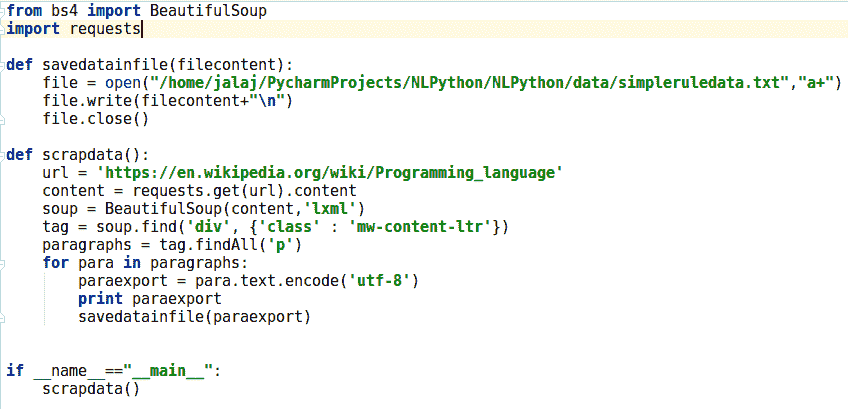 from bs4 import BeautifulSoup
import requests
def savedatainfile(filecontent):
    file = open("/home/jalaj/PycharmProjects/NLPython/NLPython/data/simpleruledata.txt","a+")
    file.write(filecontent+"\n")
    file.close()
def scrapdata():
    url = 'https://en.wikipedia.org/wiki/Programming_language'
    content = requests.get(url).content
    soup = BeautifulSoup(content,'lxml')
    tag = soup.find('div', {'class' : 'mw-content-ltr'})
    paragraphs = tag.findAll('p')
    for para in paragraphs:
        paraexport = para.text.encode('utf-8')
        print paraexport
        savedatainfile(paraexport)
if __name__=="__main__":
    scrapdata()